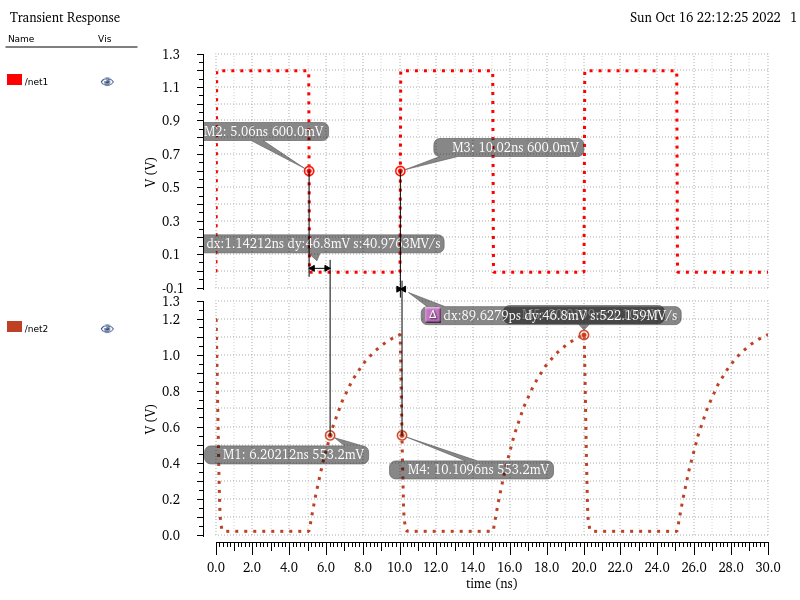 Transient Response
Sun Oct 16 22:12:25 2022 1
Name Vis
/net1
1.3
1.1
0.9
0.7
0.5
0.3
0.1
-0.1
V (V)
M2: 5.06ns 600.0mV
M3: 10.02ns 600.0mV
dx:1.14212ns dy:46.8mV s:40.9763MV/s
/net2
1.3
1.2
1.0
0.8
0.6
0.4
0.2
0.0
V (V)
Δ dx:89.6279ps dy:46.8mV s:522.159MV/s
M1: 6.20212ns 553.2mV
M4: 10.1096ns 553.2mV
0.0 2.0 4.0 6.0 8.0 10.0 12.0 14.0 16.0 18.0 20.0 22.0 24.0 26.0 28.0 30.0
time (ns)